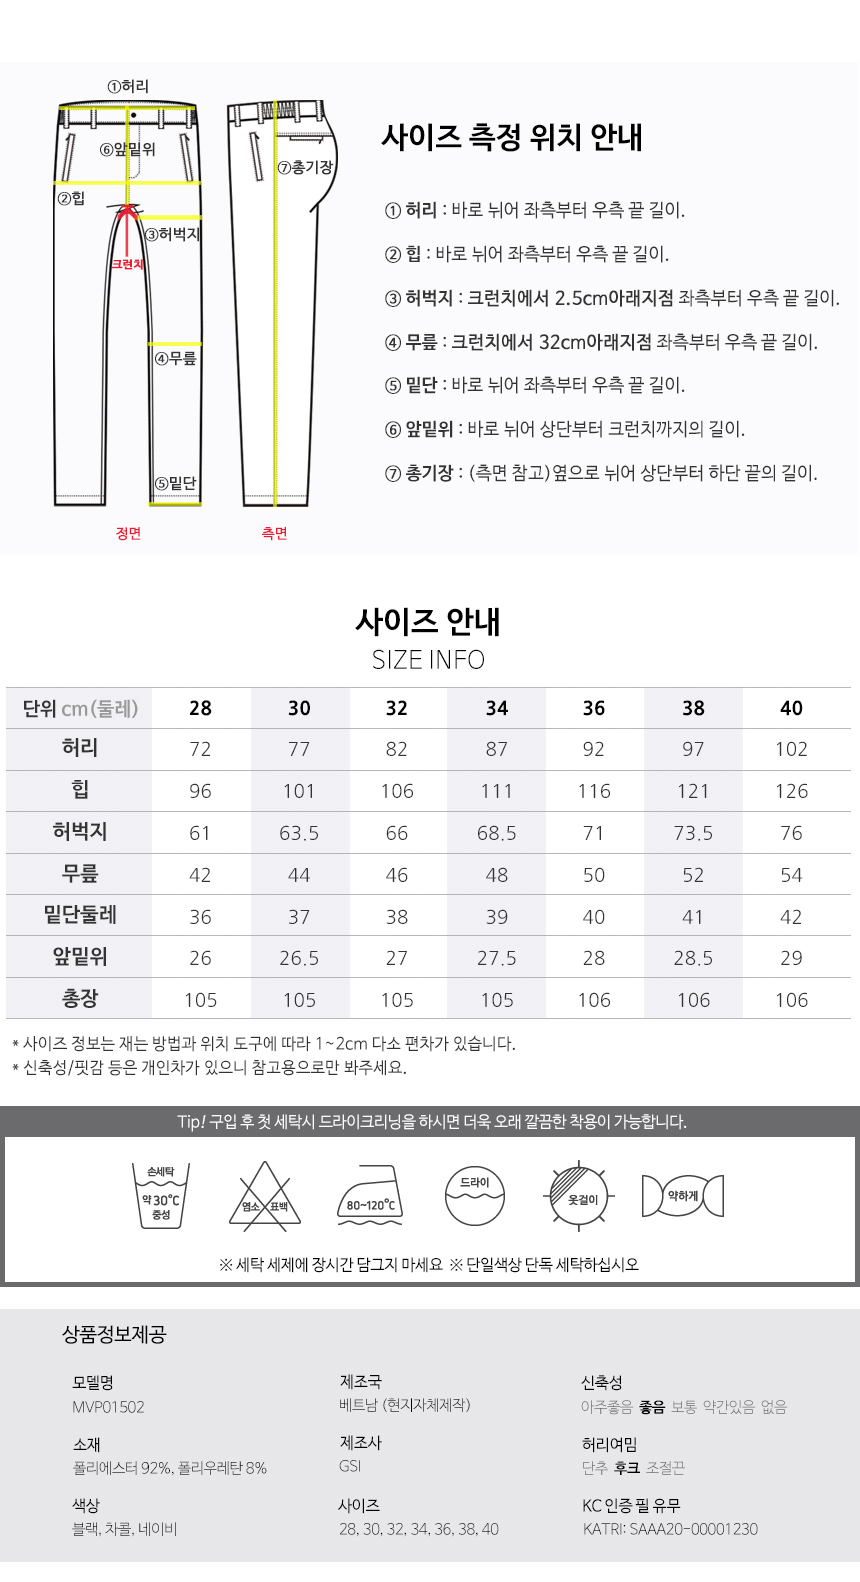 ①허리
⑥앞밑위
⑦총기장
②힙
③허벅지
크런치
④무릎
⑤밑단
정면
측면
사이즈 측정 위치 안내
① 허리 : 바로 뉘어 좌측부터 우측 끝 길이.
② 힙 : 바로 뉘어 좌측부터 우측 끝 길이.
③ 허벅지 : 크런치에서 2.5cm아래지점 좌측부터 우측 끝 길이.
④ 무릎 : 크런치에서 32cm아래지점 좌측부터 우측 끝 길이.
⑤ 밑단 : 바로 뉘어 좌측부터 우측 끝 길이.
⑥ 앞밑위 : 바로 뉘어 상단부터 크런치까지의 길이.
⑦ 총기장 : (측면 참고)옆으로 뉘어 상단부터 하단 끝의 길이.
사이즈 안내
SIZE INFO
단위 cm(둘레) 28 30 32 34 36 38 40
허리 72 77 82 87 92 97 102
힙 96 101 106 111 116 121 126
허벅지 61 63.5 66 68.5 71 73.5 76
무릎 42 44 46 48 50 52 54
밑단둘레 36 37 38 39 40 41 42
앞밑위 26 26.5 27 27.5 28 28.5 29
총장 105 105 105 105 106 106 106
* 사이즈 정보는 재는 방법과 위치 도구에 따라 1~2cm 다소 편차가 있습니다.
* 신축성/핏감 등은 개인차가 있으니 참고용으로만 봐주세요.
Tip! 구입 후 첫 세탁시 드라이크리닝을 하시면 더욱 오래 깔끔한 착용이 가능합니다.
손세탁
약 30℃
중성
염소 표백
80~120℃
드라이
옷걸이
약하게
※ 세탁 세제에 장시간 담그지 마세요 ※ 단일색상 단독 세탁하십시오
상품정보제공
모델명
MVP01502
제조국
베트남 (현지자체제작)
신축성
아주좋음 좋음 보통 약간있음 없음
소재
폴리에스터 92%, 폴리우레탄 8%
제조사
GSI
허리여밈
단추 후크 조절끈
색상
블랙, 차콜, 네이비
사이즈
28, 30, 32, 34, 36, 38, 40
KC 인증 필 유무
KATRI: SAAA20-00001230